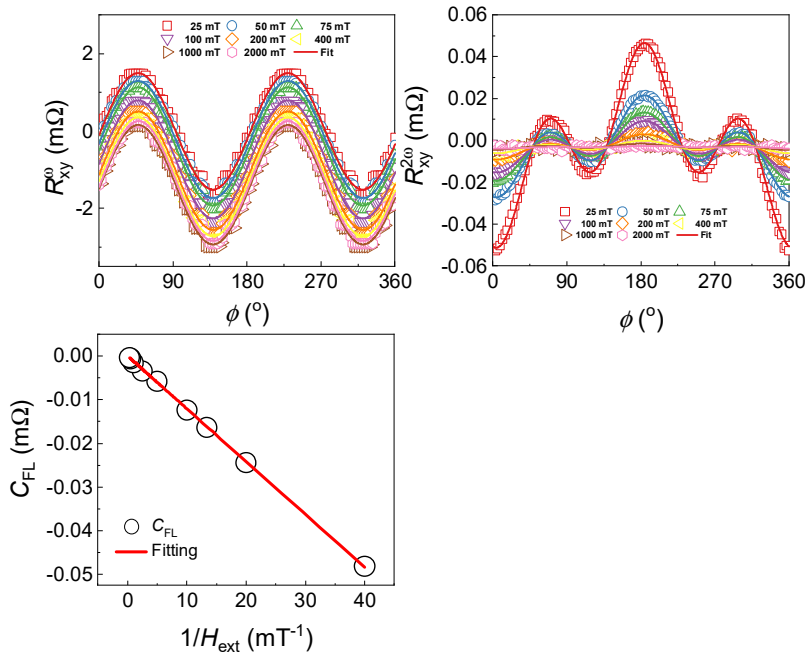 25 mT 50 mT 75 mT
100 mT 200 mT 400 mT
1000 mT 2000 mT Fit
2
0
-2
R^ω_xy (mΩ)
0 90 180 270 360
ϕ (°)
0.06
0.04
0.02
0.00
-0.02
-0.04
-0.06
R^2ω_xy (mΩ)
25 mT 50 mT 75 mT
100 mT 200 mT 400 mT
1000 mT 2000 mT Fit
0 90 180 270 360
ϕ (°)
0.00
-0.01
-0.02
-0.03
-0.04
-0.05
C_FL (mΩ)
C_FL
Fitting
0 10 20 30 40
1/H_ext (mT⁻¹)